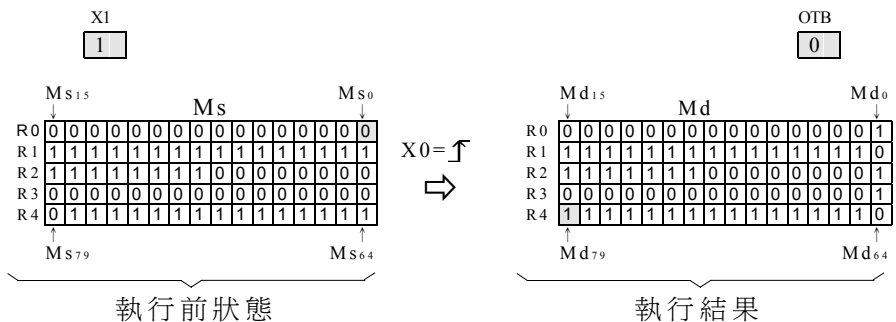 X1
1
OTB
0
Ms15 Ms Ms0
R0 0 0 0 0 0 0 0 0 0 0 0 0 0 0 0 0
R1 1 1 1 1 1 1 1 1 1 1 1 1 1 1 1 1
R2 1 1 1 1 1 1 1 1 0 0 0 0 0 0 0 0
R3 0 0 0 0 0 0 0 0 0 0 0 0 0 0 0 0
R4 0 1 1 1 1 1 1 1 1 1 1 1 1 1 1 1
Ms79 Ms64
執行前狀態
X0=
Md15 Md Md0
R0 0 0 0 0 0 0 0 0 0 0 0 0 0 0 0 1
R1 1 1 1 1 1 1 1 1 1 1 1 1 1 1 1 0
R2 1 1 1 1 1 1 1 0 0 0 0 0 0 0 0 1
R3 0 0 0 0 0 0 0 0 0 0 0 0 0 0 0 1
R4 1 1 1 1 1 1 1 1 1 1 1 1 1 1 1 0
Md79 Md64
執行結果